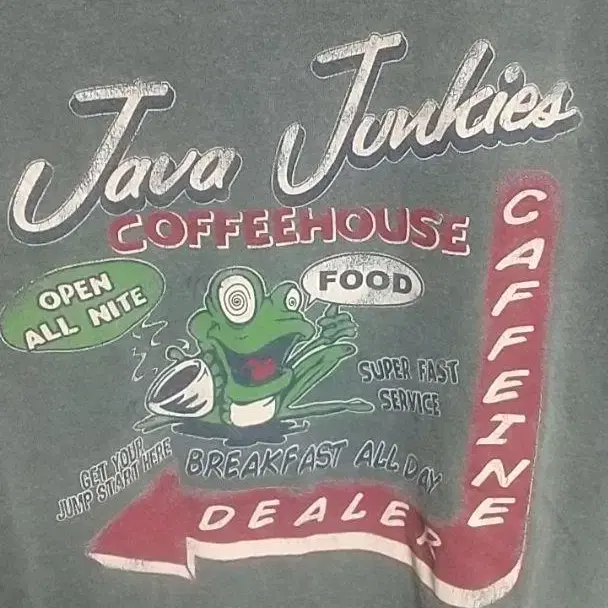 Java Junkies
COFFEEHOUSE
OPEN
ALL NITE
FOOD
SUPER FAST
SERVICE
GET YOUR
JUMP START HERE
BREAKFAST ALL DAY
CAFFEINE
DEALER